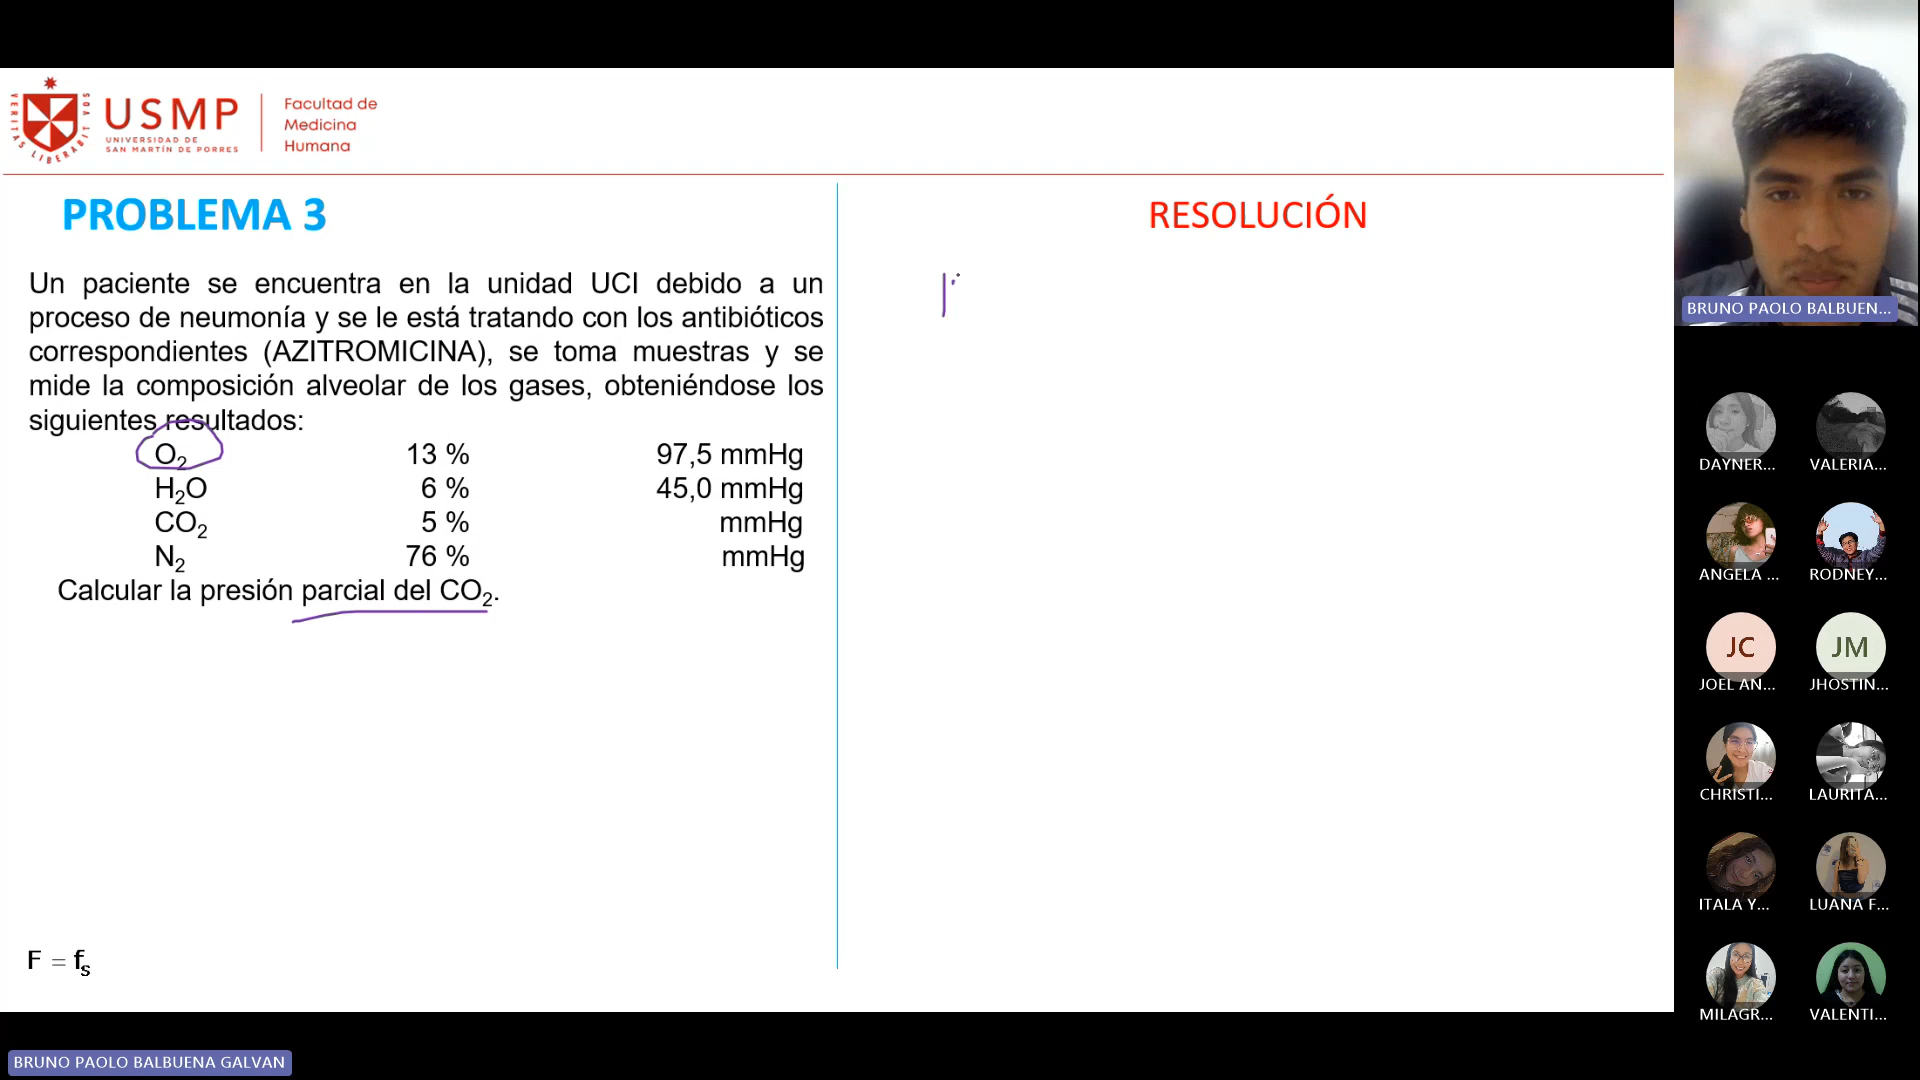 VERITAS LIBERABIT VOS
USMP
UNIVERSIDAD DE
SAN MARTÍN DE PORRES
Facultad de
Medicina
Humana
PROBLEMA 3
Un paciente se encuentra en la unidad UCI debido a un
proceso de neumonía y se le está tratando con los antibióticos
correspondientes (AZITROMICINA), se toma muestras y se
mide la composición alveolar de los gases, obteniéndose los
siguientes resultados:
O₂ 13 % 97,5 mmHg
H₂O 6 % 45,0 mmHg
CO₂ 5 % mmHg
N₂ 76 % mmHg
Calcular la presión parcial del CO₂.
F = fₛ
RESOLUCIÓN
BRUNO PAOLO BALBUEN...
DAYNER... VALERIA...
ANGELA ... RODNEY...
JC JM
JOEL AN... JHOSTIN...
CHRISTI... LAURITA...
ITALA Y... LUANA F...
MILAGR... VALENTI...
BRUNO PAOLO BALBUENA GALVAN